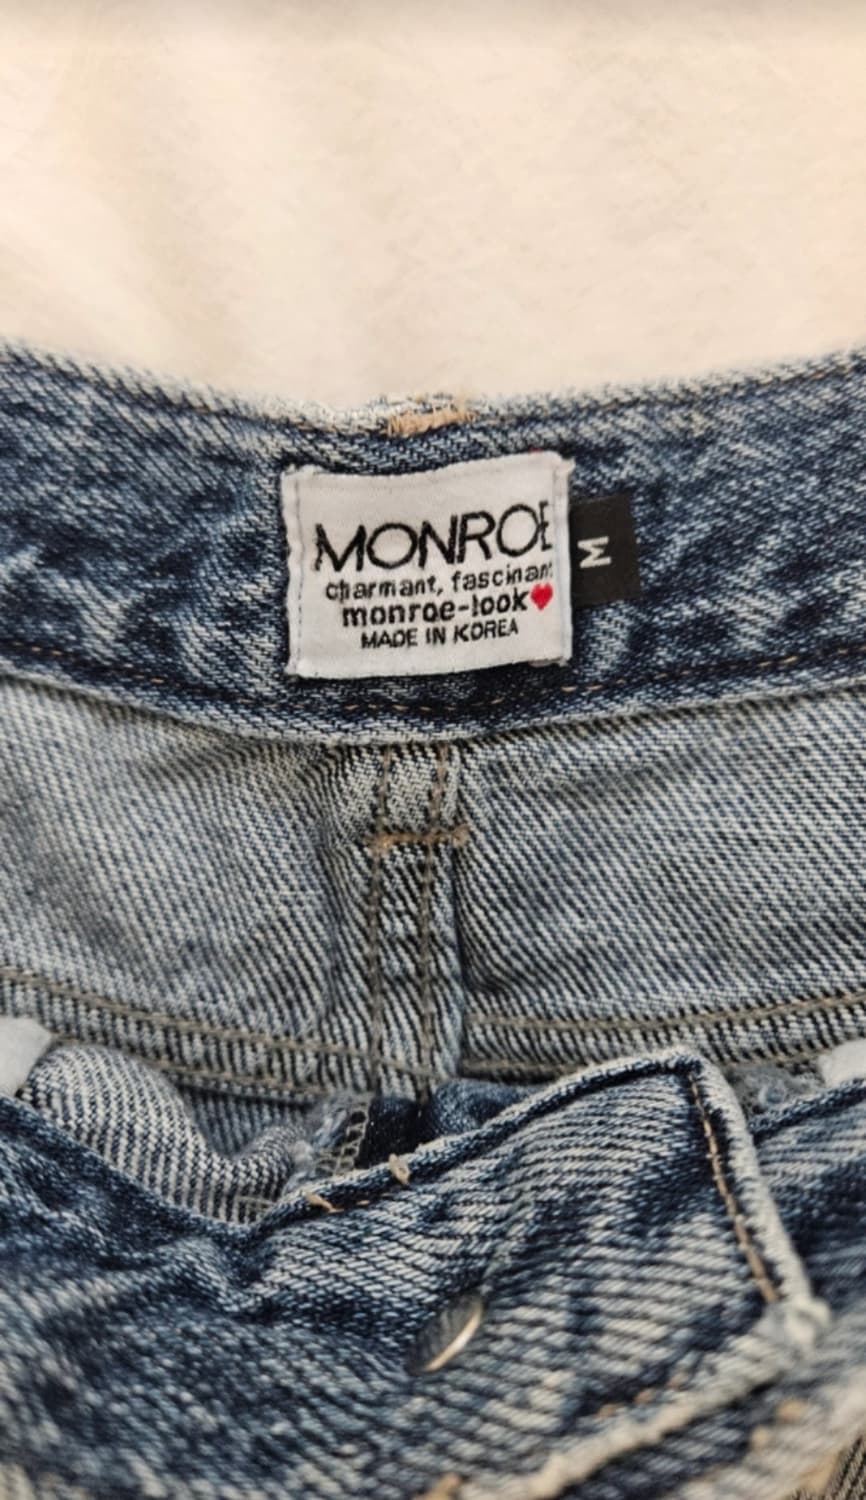 MONROE
charmant, fascinant
monroe-look♥
MADE IN KOREA
M